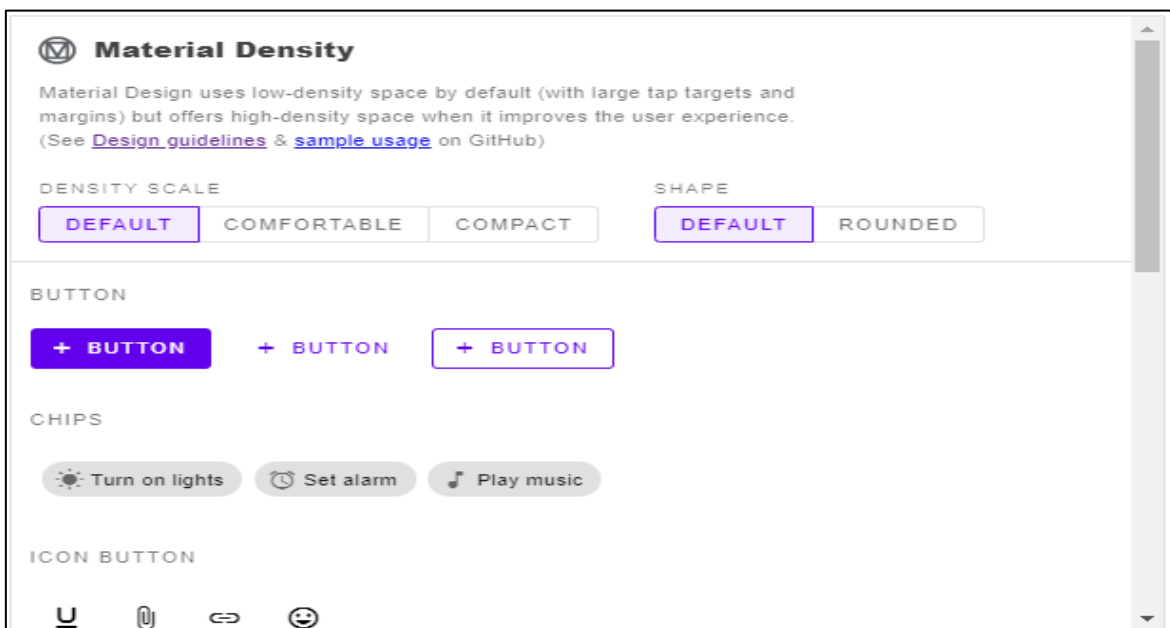 Material Density
Material Design uses low-density space by default (with large tap targets and
margins) but offers high-density space when it improves the user experience.
(See Design guidelines & sample usage on GitHub)
DENSITY SCALE
DEFAULT COMFORTABLE COMPACT
SHAPE
DEFAULT ROUNDED
BUTTON
+ BUTTON + BUTTON + BUTTON
CHIPS
Turn on lights Set alarm Play music
ICON BUTTON